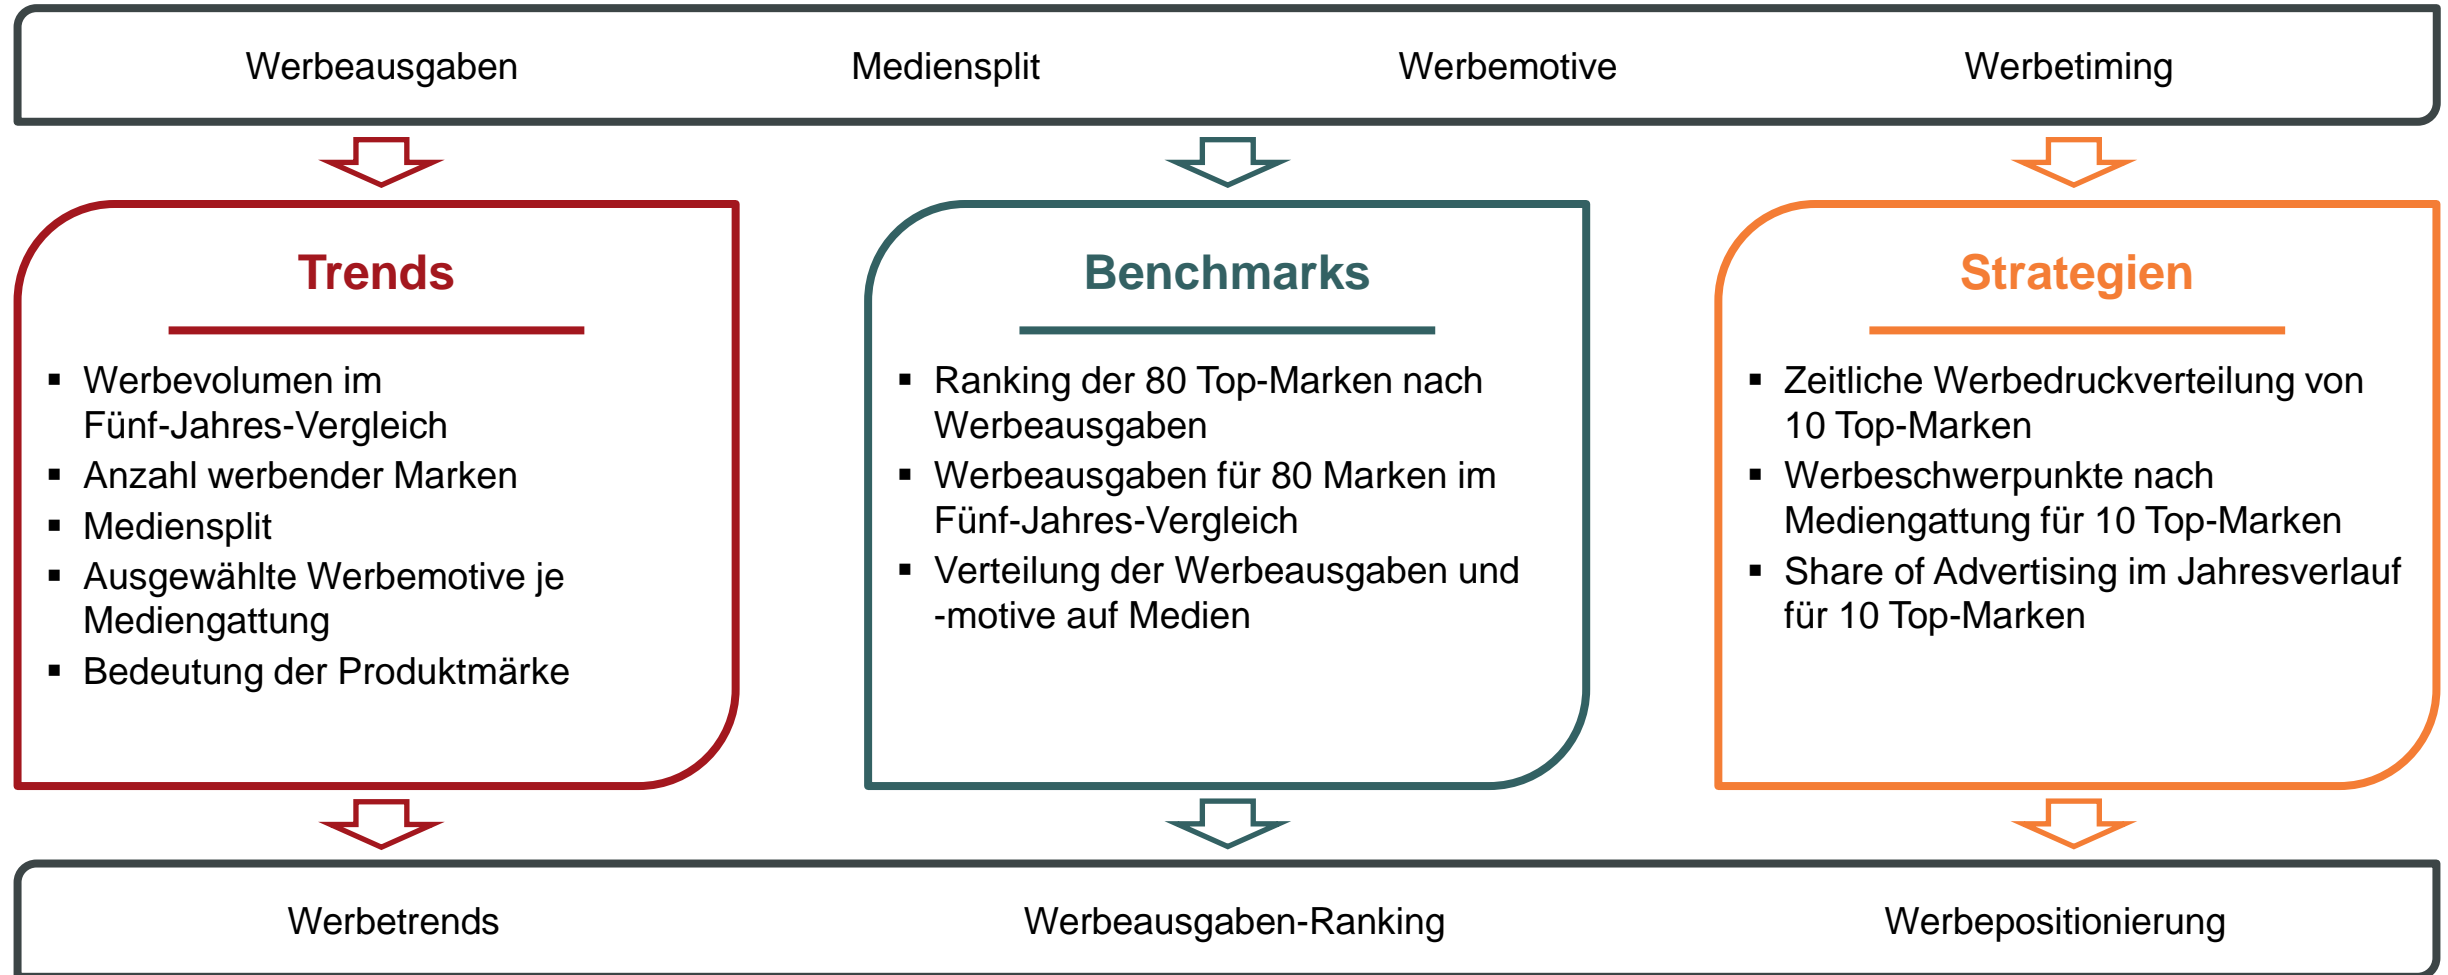 Werbeausgaben Mediensplit Werbemotive Werbetiming
Trends
▪ Werbevolumen im
Fünf-Jahres-Vergleich
▪ Anzahl werbender Marken
▪ Mediensplit
▪ Ausgewählte Werbemotive je
Mediengattung
▪ Bedeutung der Produktmärke
Benchmarks
▪ Ranking der 80 Top-Marken nach
Werbeausgaben
▪ Werbeausgaben für 80 Marken im
Fünf-Jahres-Vergleich
▪ Verteilung der Werbeausgaben und
-motive auf Medien
Strategien
▪ Zeitliche Werbedruckverteilung von
10 Top-Marken
▪ Werbeschwerpunkte nach
Mediengattung für 10 Top-Marken
▪ Share of Advertising im Jahresverlauf
für 10 Top-Marken
Werbetrends Werbeausgaben-Ranking Werbepositionierung